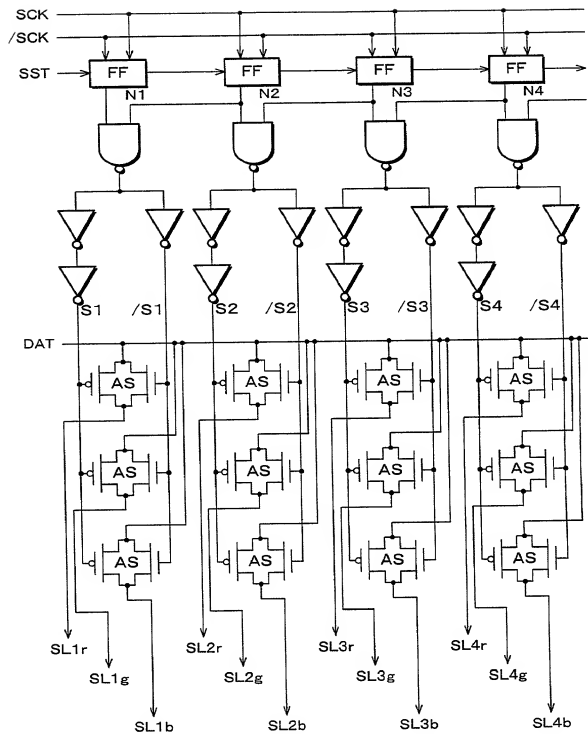 SCK
/SCK
SST FF FF FF FF
N1 N2 N3 N4
S1 /S1 S2 /S2 S3 /S3 S4 /S4
DAT
AS AS AS AS
AS AS AS AS
AS AS AS AS
SL1r SL2r SL3r SL4r
SL1g SL2g SL3g SL4g
SL1b SL2b SL3b SL4b